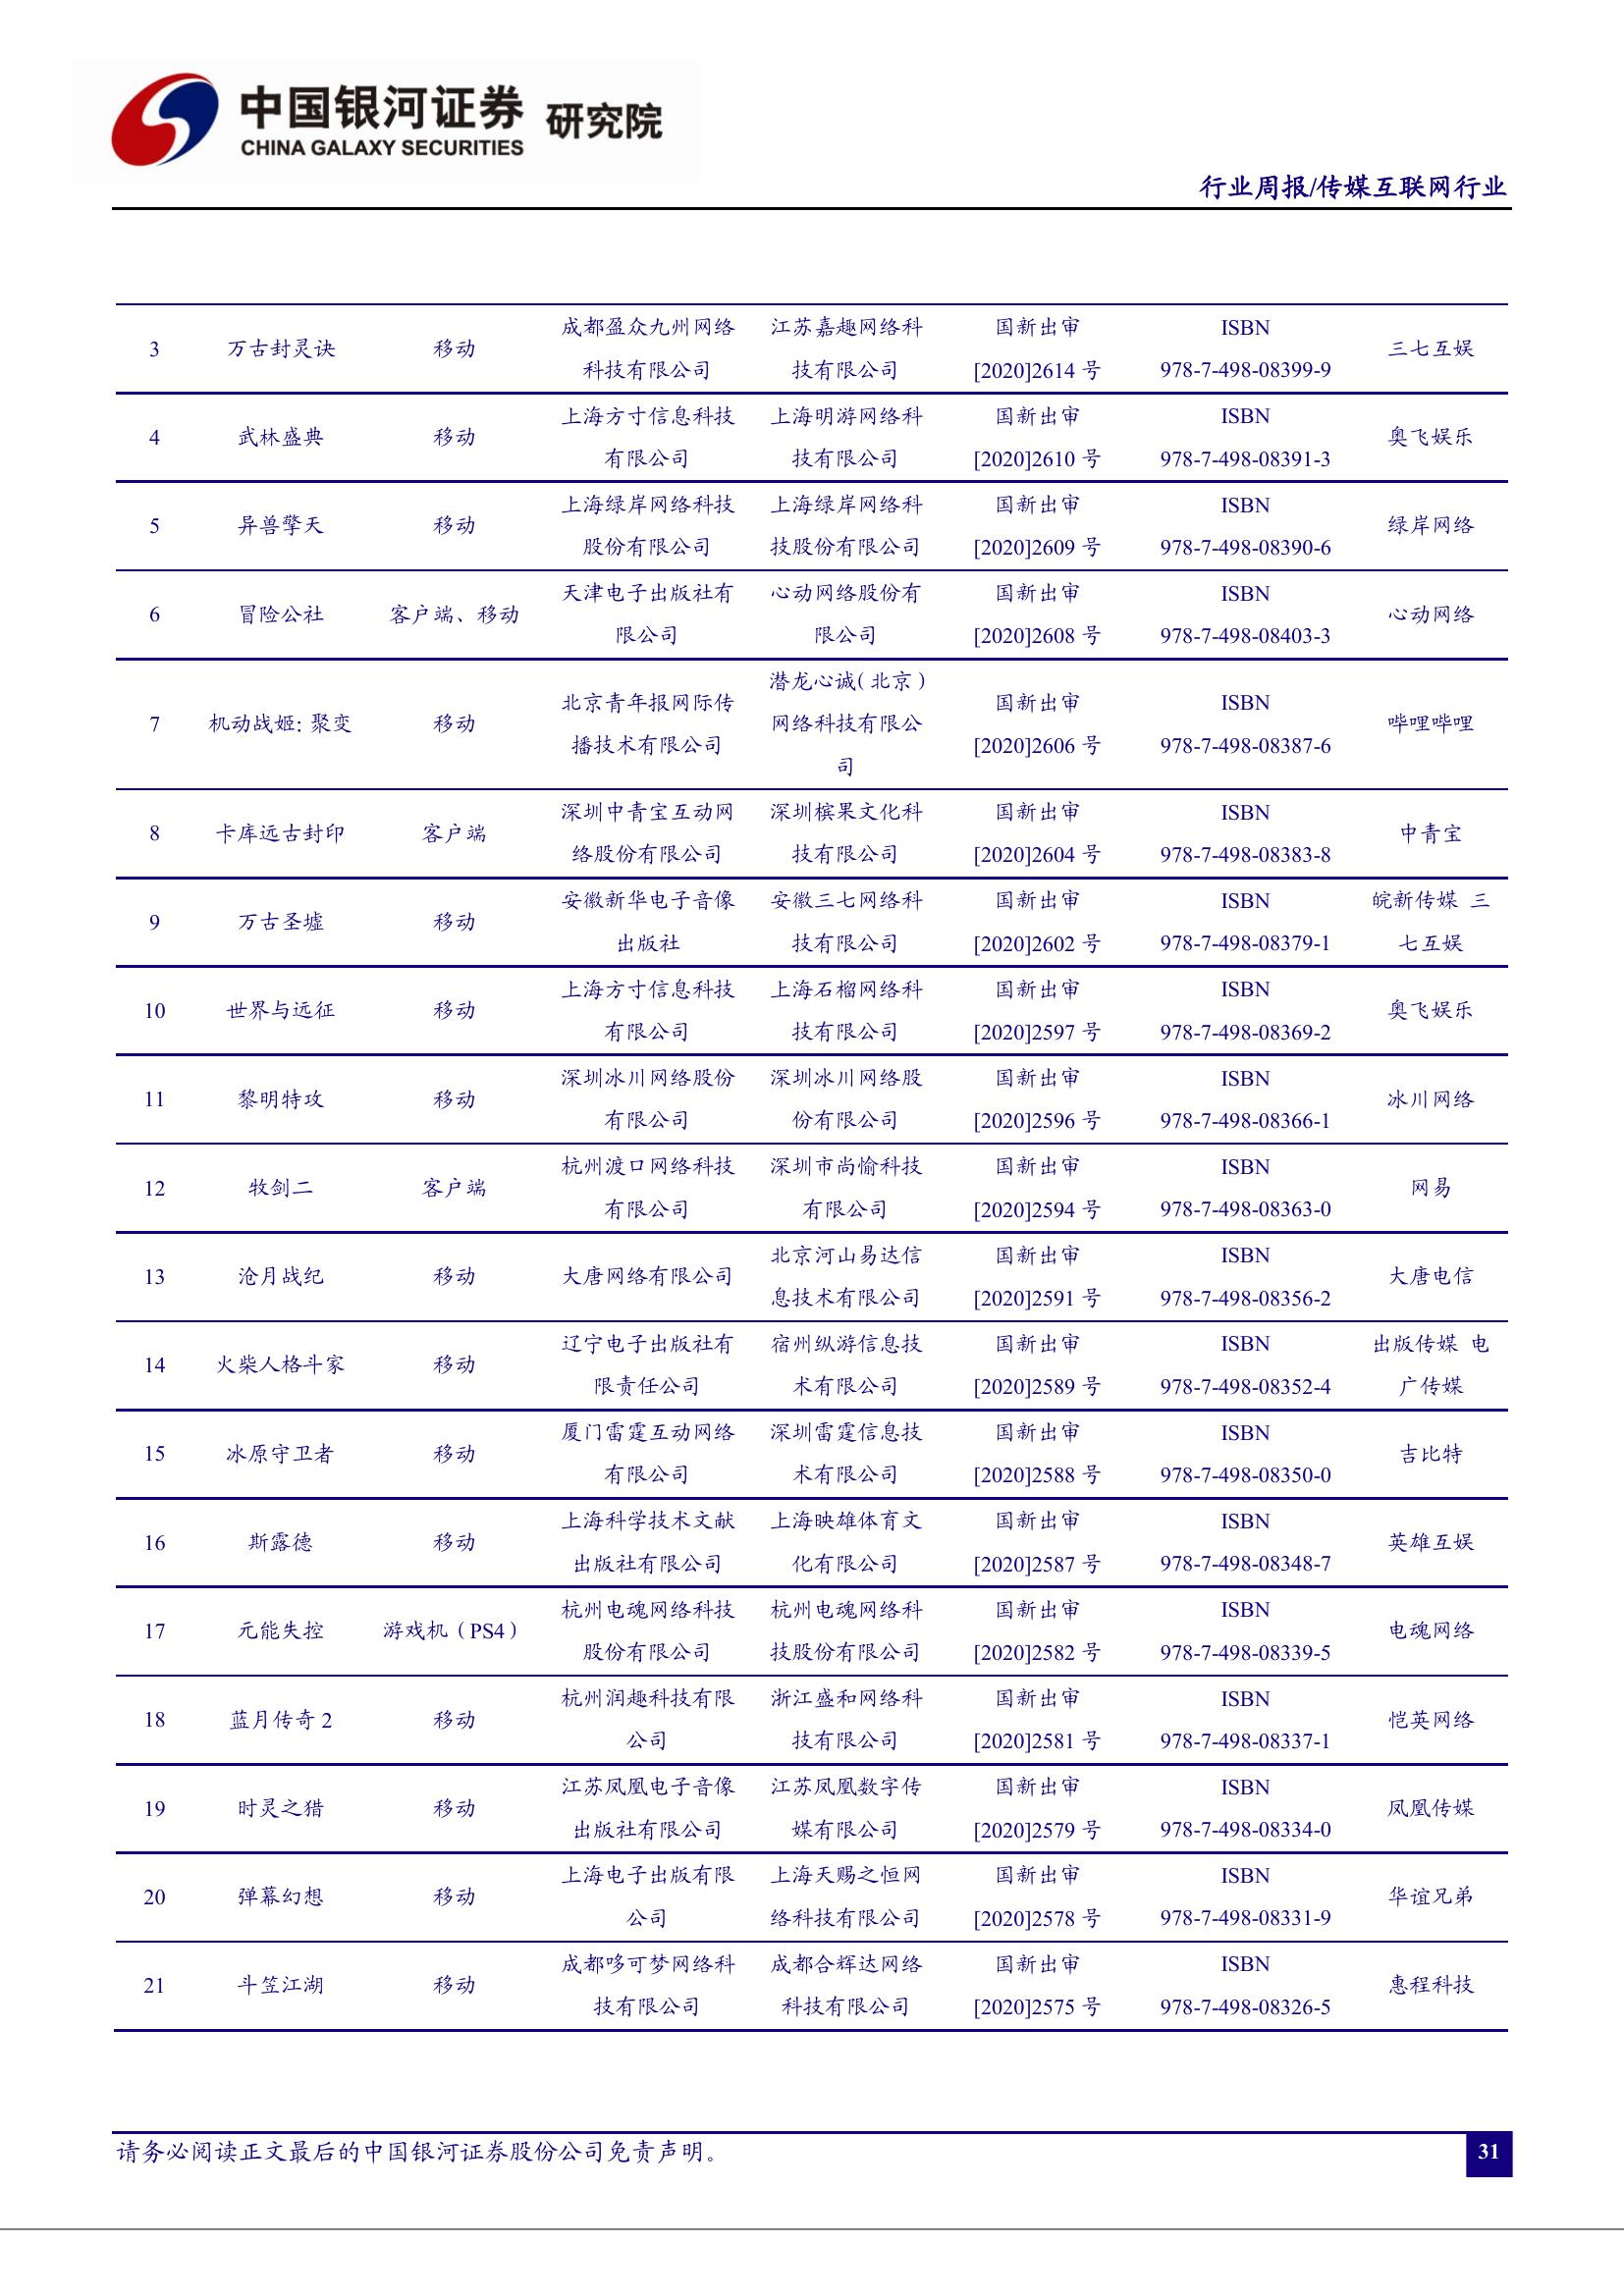 中国银河证券 研究院
CHINA GALAXY SECURITIES
行业周报/传媒互联网行业
3 万古封灵诀 移动 成都盈众九州网络科技有限公司 江苏嘉趣网络科技有限公司 国新出审[2020]2614 号 ISBN 978-7-498-08399-9 三七互娱
4 武林盛典 移动 上海方寸信息科技有限公司 上海明游网络科技有限公司 国新出审[2020]2610 号 ISBN 978-7-498-08391-3 奥飞娱乐
5 异兽擎天 移动 上海绿岸网络科技股份有限公司 上海绿岸网络科技股份有限公司 国新出审[2020]2609 号 ISBN 978-7-498-08390-6 绿岸网络
6 冒险公社 客户端、移动 天津电子出版社有限公司 心动网络股份有限公司 国新出审[2020]2608 号 ISBN 978-7-498-08403-3 心动网络
7 机动战姬：聚变 移动 北京青年报网际传播技术有限公司 潜龙心诚（北京）网络科技有限公司 国新出审[2020]2606 号 ISBN 978-7-498-08387-6 哔哩哔哩
8 卡库远古封印 客户端 深圳中青宝互动网络股份有限公司 深圳槟果文化科技有限公司 国新出审[2020]2604 号 ISBN 978-7-498-08383-8 中青宝
9 万古圣墟 移动 安徽新华电子音像出版社 安徽三七网络科技有限公司 国新出审[2020]2602 号 ISBN 978-7-498-08379-1 皖新传媒 三七互娱
10 世界与远征 移动 上海方寸信息科技有限公司 上海石榴网络科技有限公司 国新出审[2020]2597 号 ISBN 978-7-498-08369-2 奥飞娱乐
11 黎明特攻 移动 深圳冰川网络股份有限公司 深圳冰川网络股份有限公司 国新出审[2020]2596 号 ISBN 978-7-498-08366-1 冰川网络
12 牧剑二 客户端 杭州渡口网络科技有限公司 深圳市尚愉科技有限公司 国新出审[2020]2594 号 ISBN 978-7-498-08363-0 网易
13 沧月战纪 移动 大唐网络有限公司 北京河山易达信息技术有限公司 国新出审[2020]2591 号 ISBN 978-7-498-08356-2 大唐电信
14 火柴人格斗家 移动 辽宁电子出版社有限责任公司 宿州纵游信息技术有限公司 国新出审[2020]2589 号 ISBN 978-7-498-08352-4 出版传媒 电广传媒
15 冰原守卫者 移动 厦门雷霆互动网络有限公司 深圳雷霆信息技术有限公司 国新出审[2020]2588 号 ISBN 978-7-498-08350-0 吉比特
16 斯露德 移动 上海科学技术文献出版社有限公司 上海映雄体育文化有限公司 国新出审[2020]2587 号 ISBN 978-7-498-08348-7 英雄互娱
17 元能失控 游戏机（PS4） 杭州电魂网络科技股份有限公司 杭州电魂网络科技股份有限公司 国新出审[2020]2582 号 ISBN 978-7-498-08339-5 电魂网络
18 蓝月传奇 2 移动 杭州润趣科技有限公司 浙江盛和网络科技有限公司 国新出审[2020]2581 号 ISBN 978-7-498-08337-1 恺英网络
19 时灵之猎 移动 江苏凤凰电子音像出版社有限公司 江苏凤凰数字传媒有限公司 国新出审[2020]2579 号 ISBN 978-7-498-08334-0 凤凰传媒
20 弹幕幻想 移动 上海电子出版有限公司 上海天赐之恒网络科技有限公司 国新出审[2020]2578 号 ISBN 978-7-498-08331-9 华谊兄弟
21 斗笠江湖 移动 成都哆可梦网络科技有限公司 成都合辉达网络科技有限公司 国新出审[2020]2575 号 ISBN 978-7-498-08326-5 惠程科技
请务必阅读正文最后的中国银河证券股份公司免责声明。
31